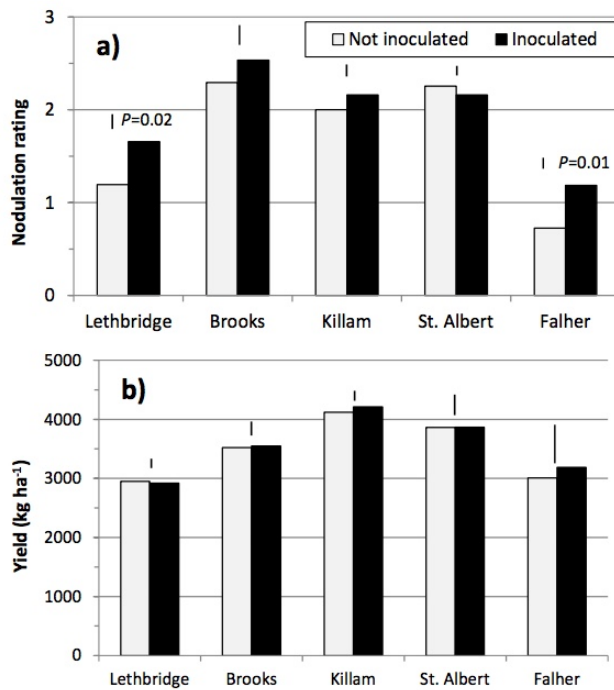 3
a)
Not inoculated
Inoculated
2
P=0.02
P=0.01
1
0
Nodulation rating
Lethbridge Brooks Killam St. Albert Falher
5000
b)
4000
3000
2000
1000
0
Yield (kg ha⁻¹)
Lethbridge Brooks Killam St. Albert Falher